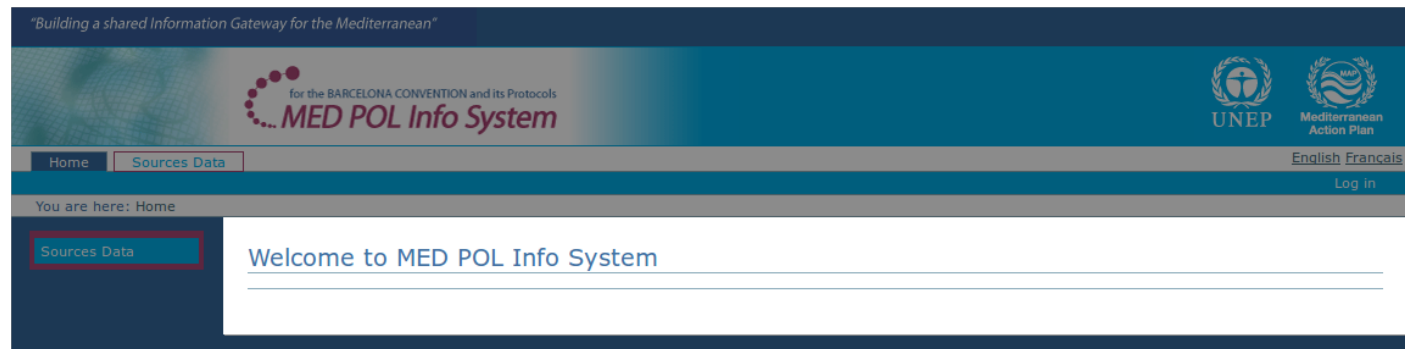 "Building a shared Information Gateway for the Mediterranean"
for the BARCELONA CONVENTION and its Protocols
MED POL Info System
UNEP
MAP
Mediterranean
Action Plan
Home
Sources Data
English Français
Log in
You are here: Home
Sources Data
Welcome to MED POL Info System